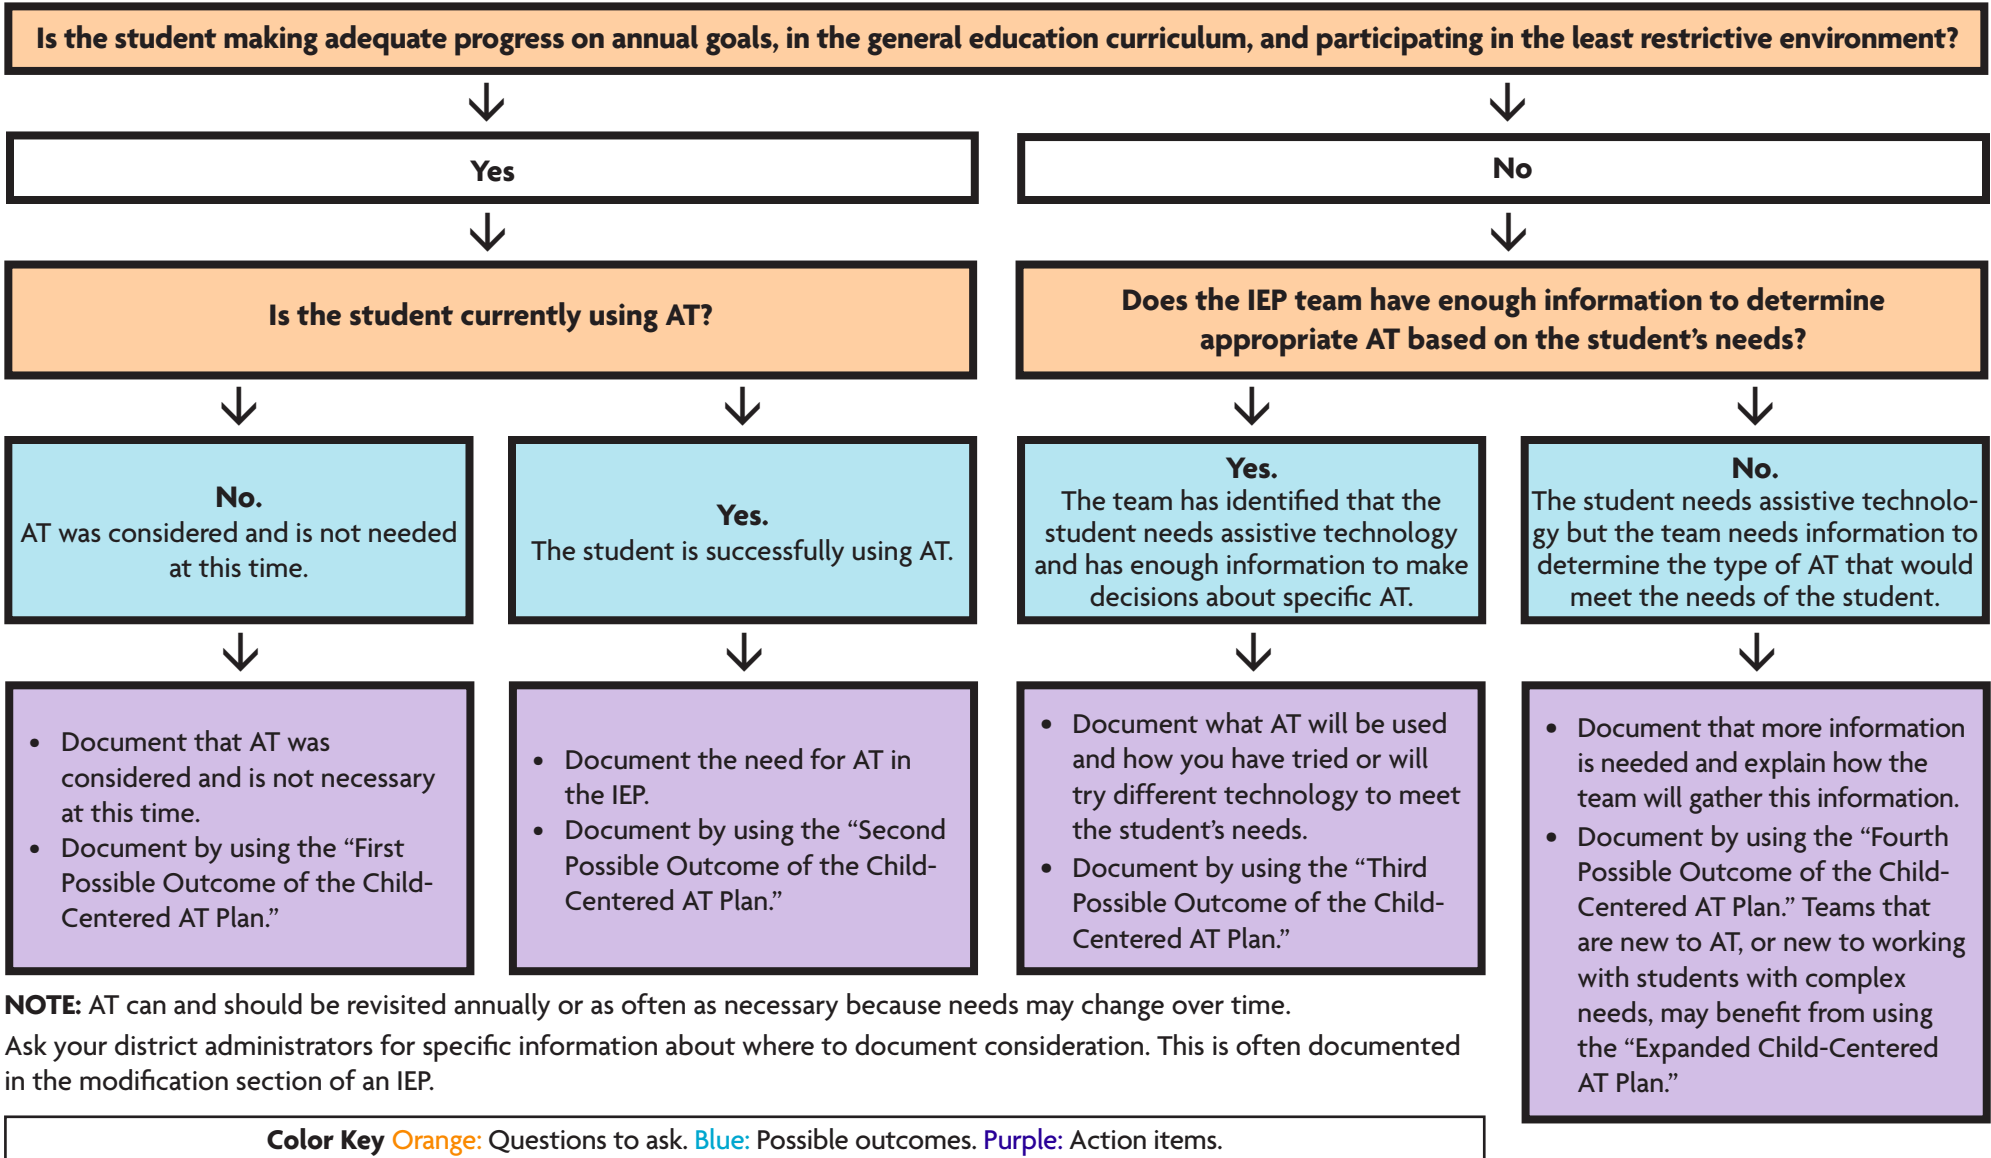 Is the student making adequate progress on annual goals, in the general education curriculum, and participating in the least restrictive environment?
Yes
No
Is the student currently using AT?
Does the IEP team have enough information to determine
appropriate AT based on the student’s needs?
No.
AT was considered and is not needed
at this time.
Yes.
The student is successfully using AT.
Yes.
The team has identified that the
student needs assistive technology
and has enough information to make
decisions about specific AT.
No.
The student needs assistive technolo-
gy but the team needs information to
determine the type of AT that would
meet the needs of the student.
• Document that AT was
considered and is not necessary
at this time.
• Document by using the “First
Possible Outcome of the Child-
Centered AT Plan.”
• Document the need for AT in
the IEP.
• Document by using the “Second
Possible Outcome of the Child-
Centered AT Plan.”
• Document what AT will be used
and how you have tried or will
try different technology to meet
the student’s needs.
• Document by using the “Third
Possible Outcome of the Child-
Centered AT Plan.”
• Document that more information
is needed and explain how the
team will gather this information.
• Document by using the “Fourth
Possible Outcome of the Child-
Centered AT Plan.” Teams that
are new to AT, or new to working
with students with complex
needs, may benefit from using
the “Expanded Child-Centered
AT Plan.”
NOTE: AT can and should be revisited annually or as often as necessary because needs may change over time.
Ask your district administrators for specific information about where to document consideration. This is often documented
in the modification section of an IEP.
Color Key Orange: Questions to ask. Blue: Possible outcomes. Purple: Action items.